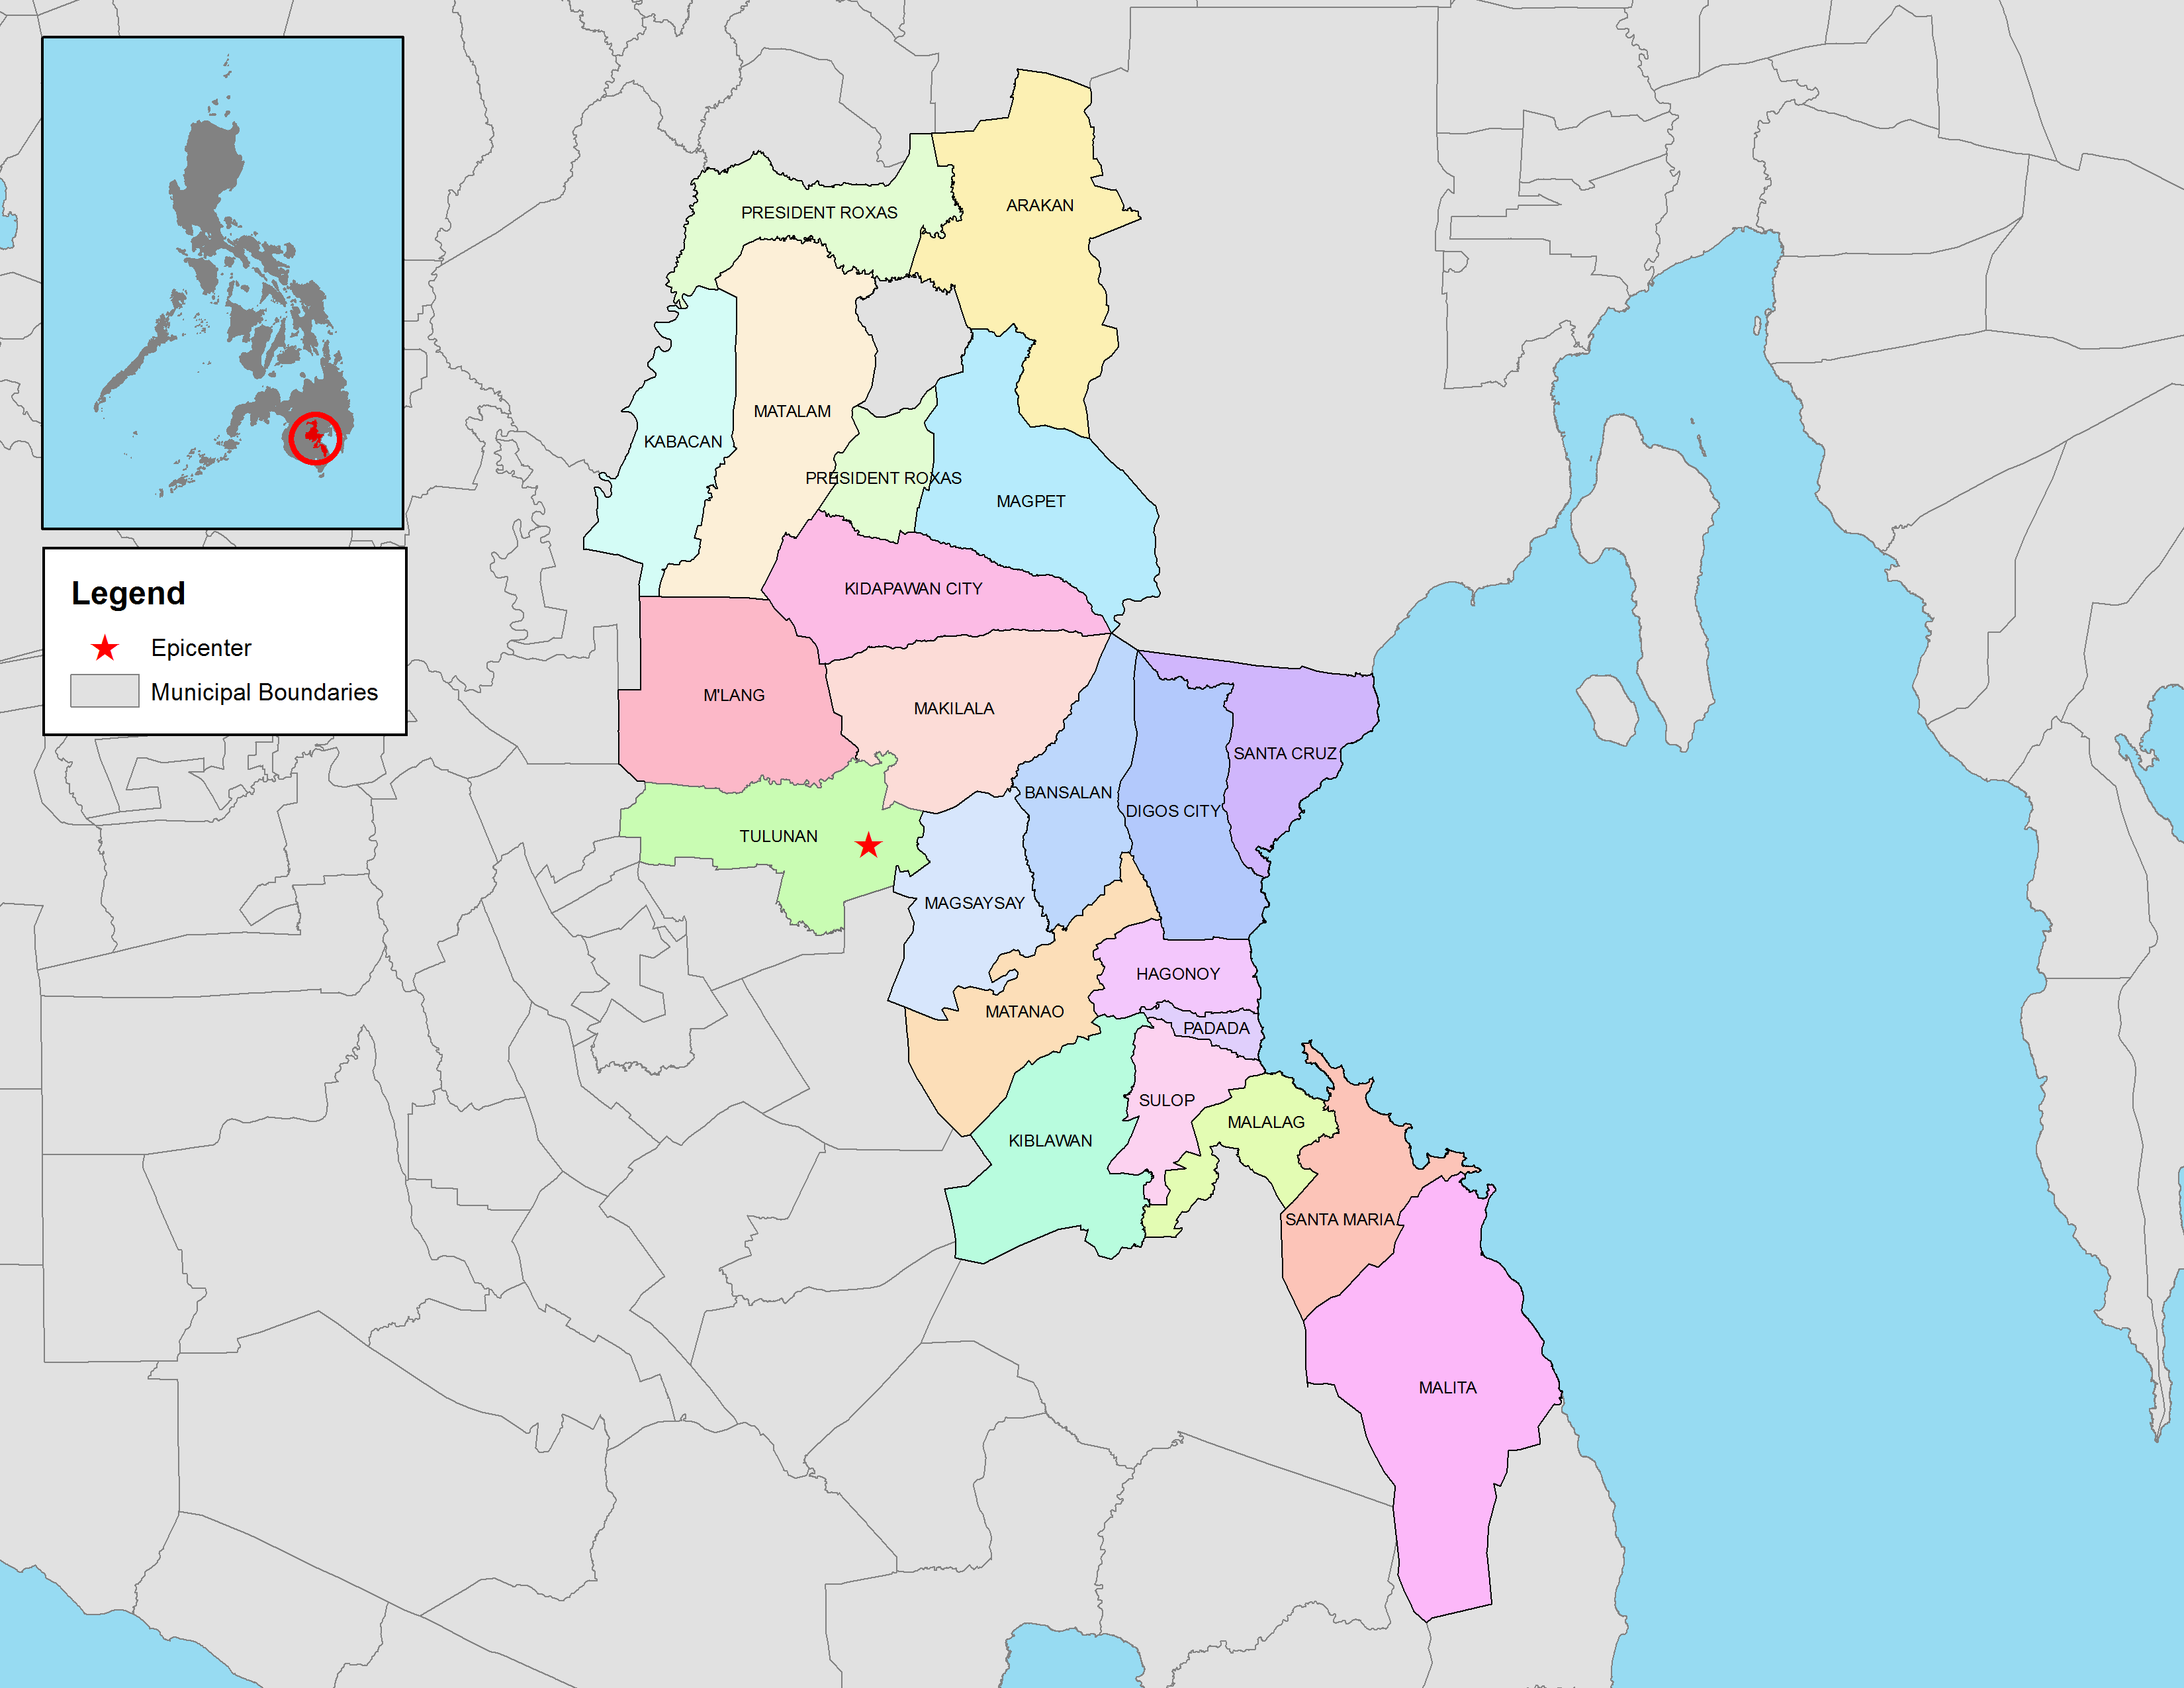 Legend
Epicenter
Municipal Boundaries
ARAKAN
PRESIDENT ROXAS
MATALAM
KABACAN
PRESIDENT ROXAS
MAGPET
KIDAPAWAN CITY
M'LANG
MAKILALA
SANTA CRUZ
BANSALAN
DIGOS CITY
TULUNAN
MAGSAYSAY
HAGONOY
MATANAO
PADADA
SULOP
MALALAG
KIBLAWAN
SANTA MARIA
MALITA